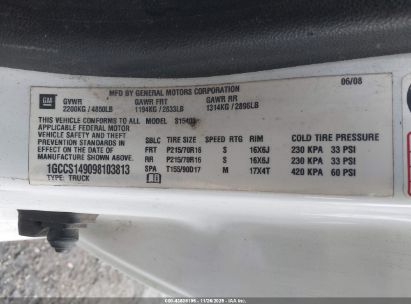 MFD BY GENERAL MOTORS CORPORATION 06/08
GM GVWR GAWR FRT GAWR RR
2200KG / 4850LB 1194KG / 2633LB 1314KG / 2896LB
THIS VEHICLE CONFORMS TO ALL MODEL
APPLICABLE FEDERAL MOTOR
VEHICLE SAFETY AND THEFT
PREVENTION STANDARDS IN SBLC TIRE SIZE SPEED RTG RIM COLD TIRE PRESSURE
EFFECT ON THE DATE OF FRT P215/70R16 S 16X6J 230 KPA 33 PSI
MANUFACTURE SHOWN ABOVE RR P215/70R16 S 16X6J 230 KPA 33 PSI
1GCCS149098103813 SPA T155/90D17 M 17X4T 420 KPA 60 PSI
TYPE: TRUCK